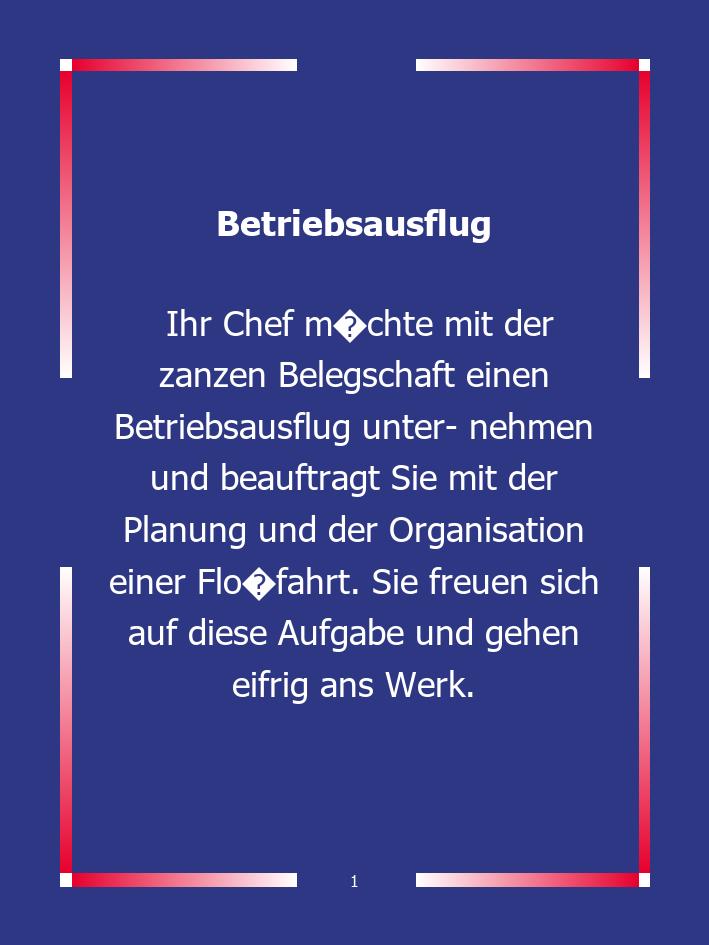 Betriebsausflug
Ihr Chef m�chte mit der
zanzen Belegschaft einen
Betriebsausflug unter- nehmen
und beauftragt Sie mit der
Planung und der Organisation
einer Flo�fahrt. Sie freuen sich
auf diese Aufgabe und gehen
eifrig ans Werk.
1